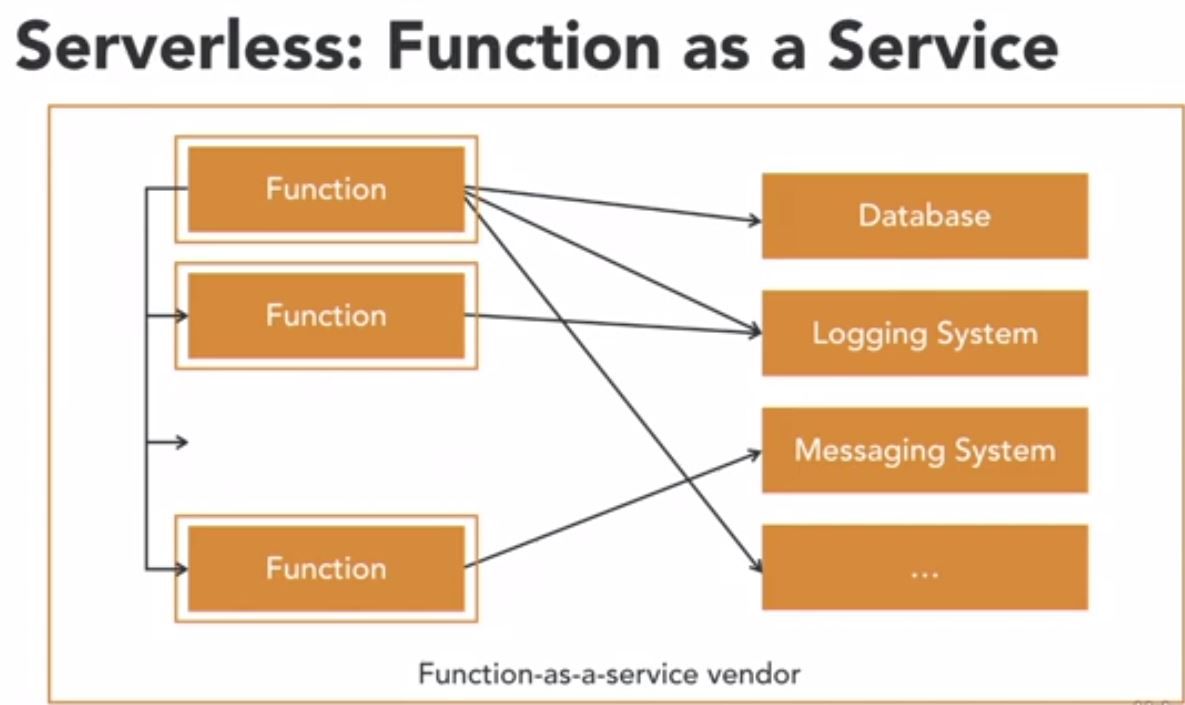 Serverless: Function as a Service
Function
Database
Function
Logging System
Messaging System
Function
...
Function-as-a-service vendor